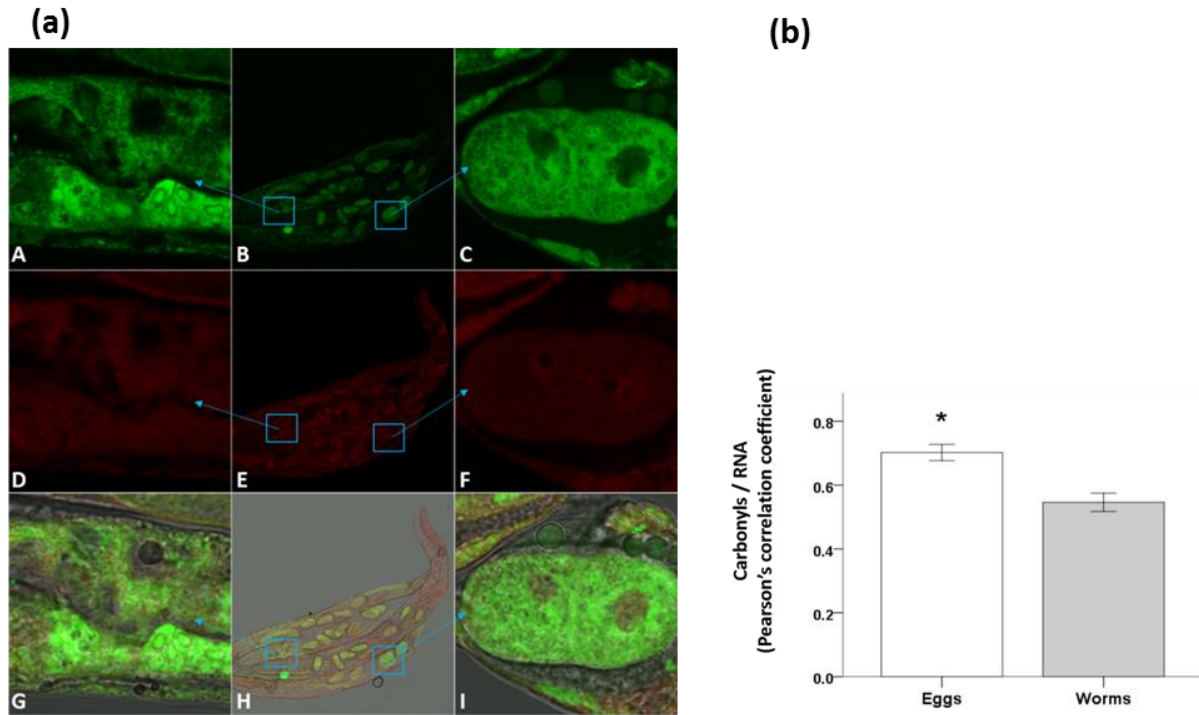 (a)
A
B
C
D
E
F
G
H
I
(b)
Carbonyls / RNA
(Pearson's correlation coefficient)
0.8
0.6
0.4
0.2
0.0
*
Eggs
Worms